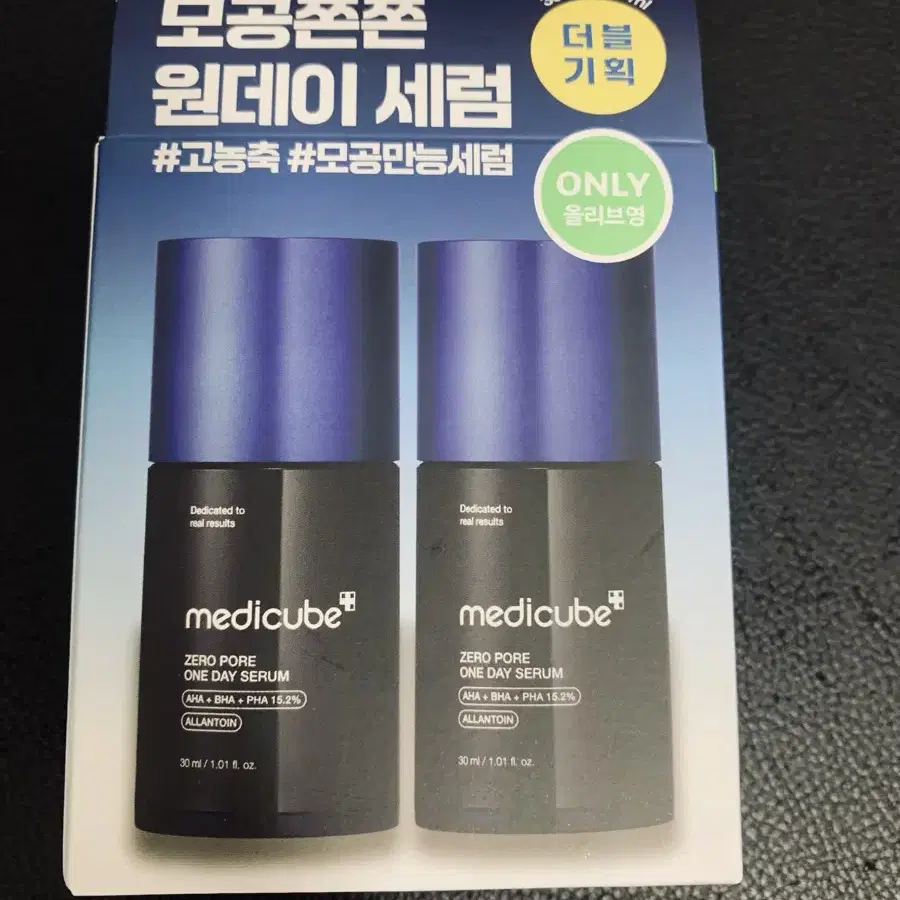 모공쫀쫀
원데이 세럼
#고농축 #모공만능세럼
더블
기획
ONLY
올리브영
Dedicated to
real results
medicube
ZERO PORE
ONE DAY SERUM
AHA + BHA + PHA 15.2%
ALLANTOIN
30 ml / 1.01 fl. oz.
Dedicated to
real results
medicube
ZERO PORE
ONE DAY SERUM
AHA + BHA + PHA 15.2%
ALLANTOIN
30 ml / 1.01 fl. oz.